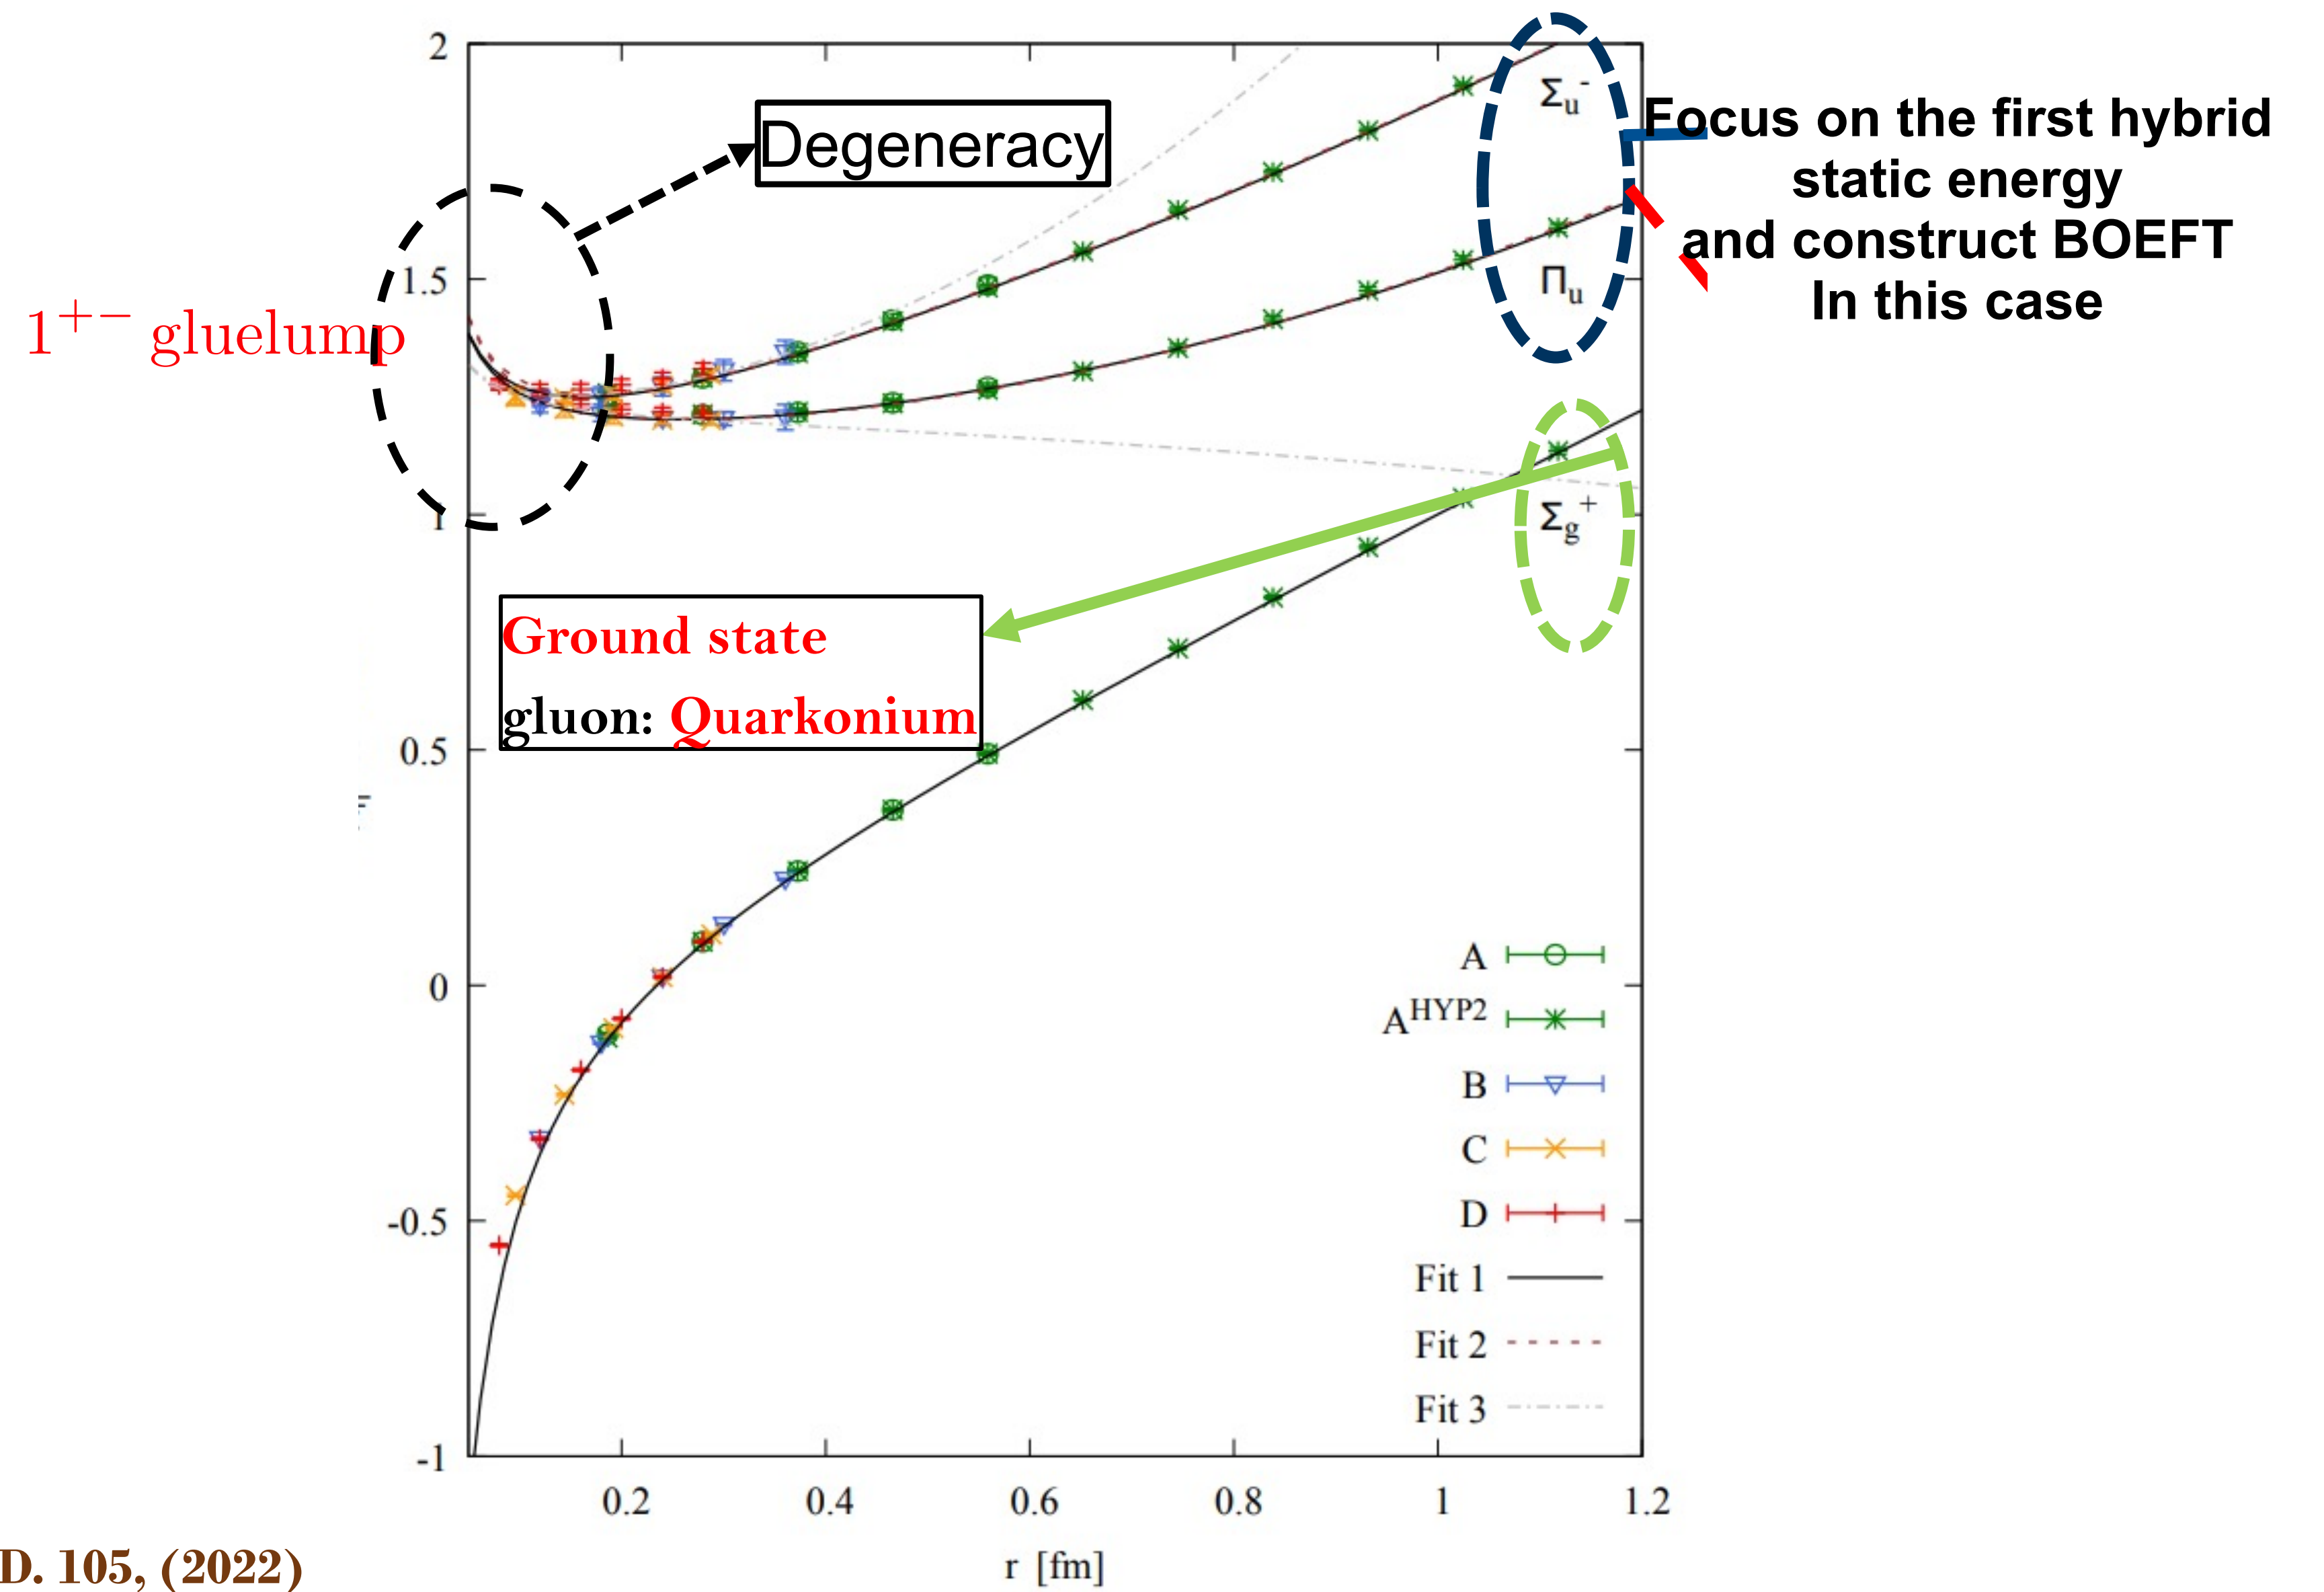 2
1.5
1
0.5
0
-0.5
-1
Degeneracy
1⁺⁻ gluelump
Σu⁻
Πu
Σg⁺
Focus on the first hybrid
static energy
and construct BOEFT
In this case
Ground state
gluon: Quarkonium
A
A^HYP2
B
C
D
Fit 1
Fit 2
Fit 3
0.2 0.4 0.6 0.8 1 1.2
r [fm]
D. 105, (2022)